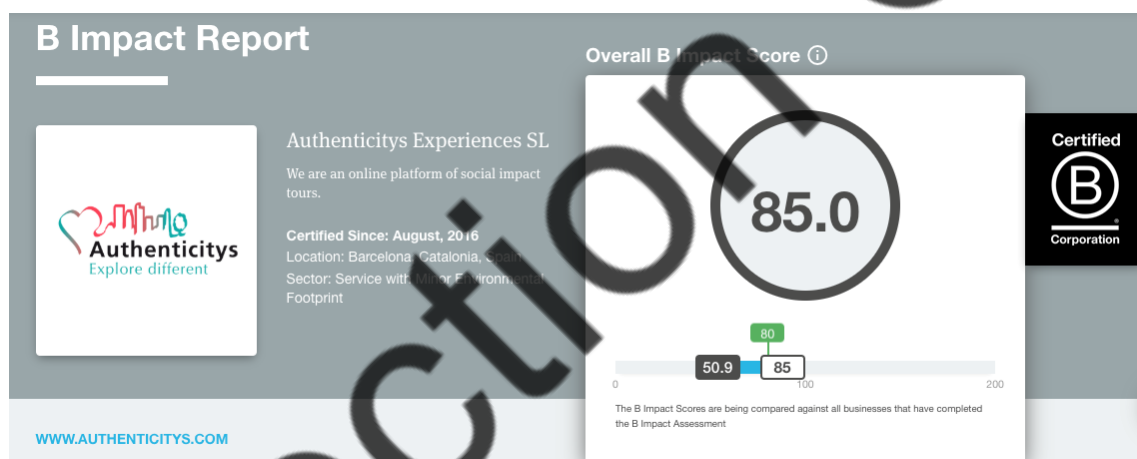 B Impact Report
Overall B Impact Score
Authenticitys Experiences SL
We are an online platform of social impact
tours.
Certified Since: August, 2016
Location: Barcelona, Catalonia, Spain
Sector: Service with Minor Environmental
Footprint
Authenticitys
Explore different
85.0
80
50.9
85
0
100
200
The B Impact Scores are being compared against all businesses that have completed
the B Impact Assessment
Certified
B
®
Corporation
WWW.AUTHENTICITYS.COM
ction